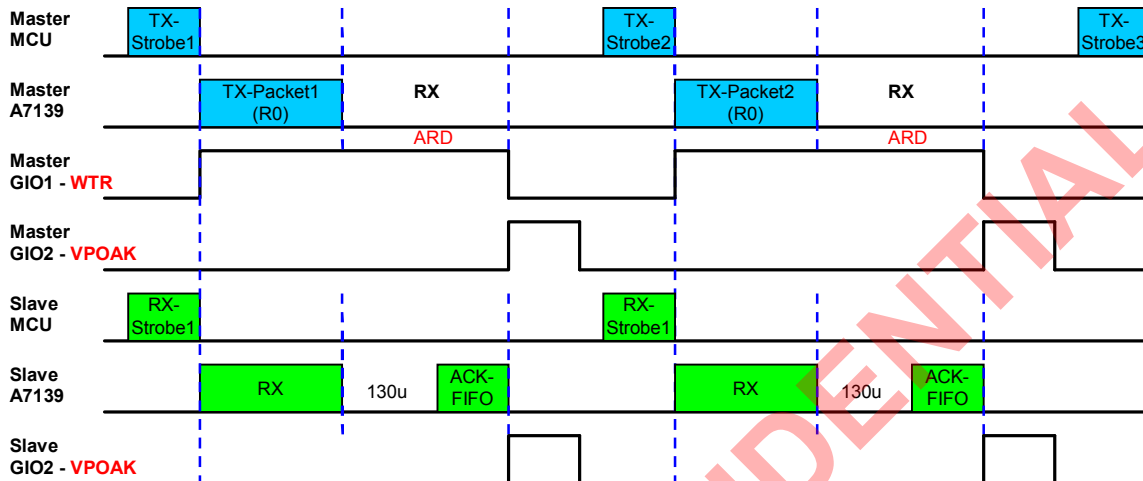 Master
MCU
TX-
Strobe1
TX-
Strobe2
TX-
Strobe3
Master
A7139
TX-Packet1
(R0)
RX
TX-Packet2
(R0)
RX
ARD
ARD
Master
GIO1 - WTR
Master
GIO2 - VPOAK
Slave
MCU
RX-
Strobe1
RX-
Strobe1
Slave
A7139
RX
130u
ACK-
FIFO
RX
130u
ACK-
FIFO
Slave
GIO2 - VPOAK
IDENTIAL